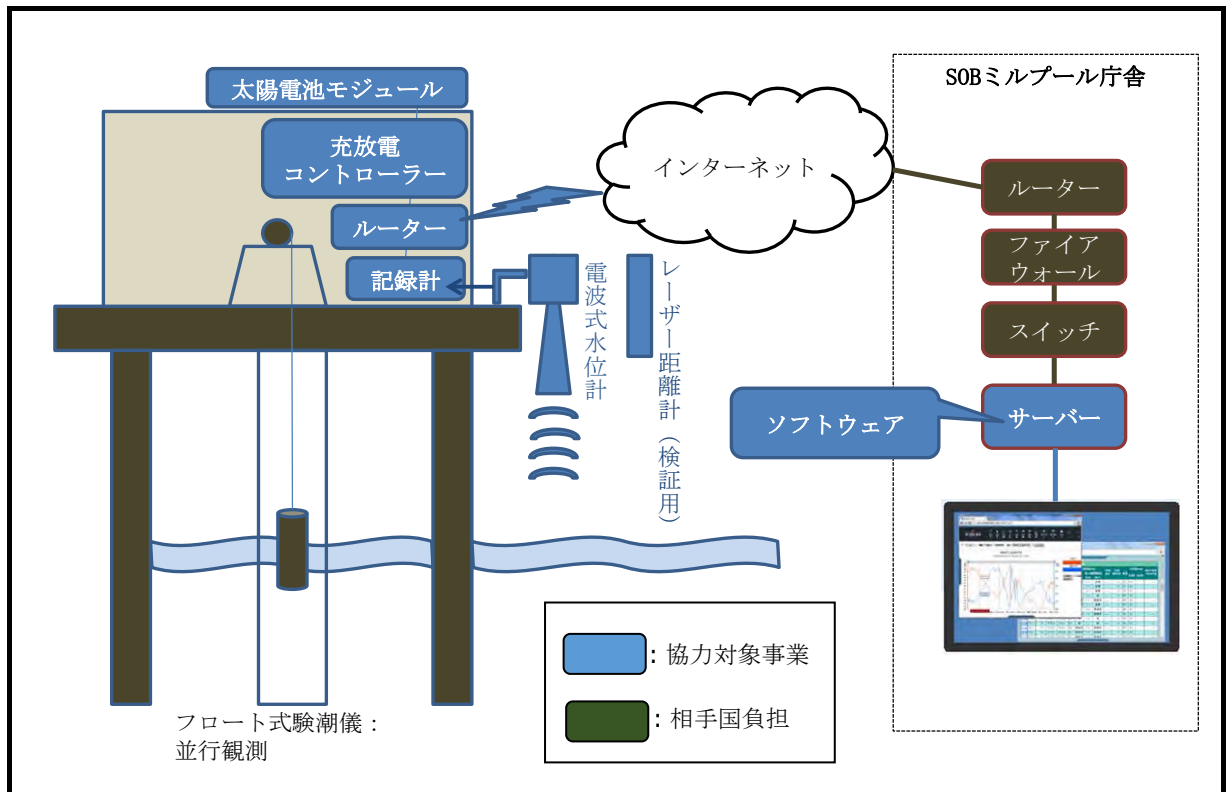 太陽電池モジュール
充放電
コントローラー
ルーター
記録計
電波式水位計
レーザー距離計（検証用）
インターネット
SOBミルプール庁舎
ルーター
ファイア
ウォール
スイッチ
サーバー
ソフトウェア
フロート式験潮儀：
並行観測
：協力対象事業
：相手国負担